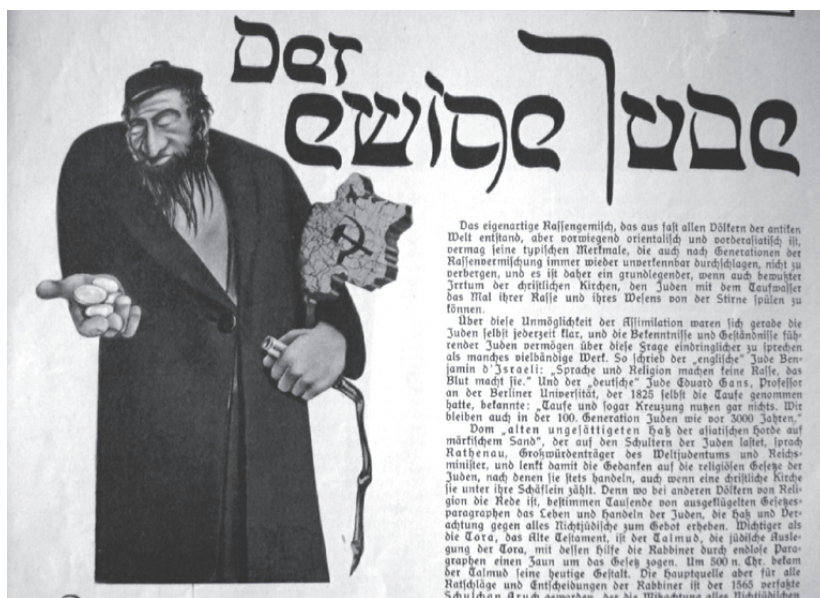 Der
ewige Jude
Das eigenartige Rassengemisch, das aus fast allen Völkern der antiken
Welt entstand, aber vorwiegend orientalisch und vorderasiatisch ist,
vermag seine typischen Merkmale, die auch nach Generationen der
Rassenvermischung immer wieder unverkennbar durchschlagen, nicht zu
verbergen, und es ist daher ein grundlegender, wenn auch bewußter
Irrtum der christlichen Kirchen, den Juden mit dem Taufwasser
das Mal ihrer Rasse und ihres Wesens von der Stirne spülen zu
können.
Über diese Unmöglichkeit der Assimilation waren sich gerade die
Juden selbst jederzeit klar, und die Bekenntnisse und Geständnisse füh-
render Juden vermögen über diese Frage eindringlicher zu sprechen
als manches vielbändige Werk. So schrieb der „englische" Jude Ben-
jamin d'Israeli: „Sprache und Religion machen keine Rasse, das
Blut macht sie." Und der „deutsche" Jude Eduard Gans, Professor
an der Berliner Universität, der 1825 selbst die Taufe genommen
hatte, bekannte: „Taufe und sogar Kreuzung nutzen gar nichts. Wir
bleiben auch in der 100. Generation Juden wie vor 3000 Jahren."
Vom „alten ungesättigten Haß der asiatischen Horde auf
märkischem Sand", der auf den Schultern der Juden lastet, sprach
Rathenau, Großwürdenträger des Weltjudentums und Reichs-
minister, und lenkt damit die Gedanken auf die religiösen Gesetze der
Juden, nach denen sie stets handeln, auch wenn eine christliche Kirche
sie unter ihre Schäflein zählt. Denn wo bei anderen Völkern von Reli-
gion die Rede ist, bestimmen Tausende von ausgeklügelten Gesetzes-
paragraphen das Leben und Handeln der Juden, die Haß und Ver-
achtung gegen alles Nichtjüdische zum Gebot erheben. Wichtiger als
die Tora, das Alte Testament, ist der Talmud, die jüdische Ausle-
gung der Tora, mit dessen Hilfe die Rabbiner durch endlose Para-
graphen einen Zaun um das Gesetz zogen. Um 500 n. Chr. bekam
der Talmud seine heutige Gestalt. Die Hauptquelle aber für alle
Ratschläge und Entscheidungen der Rabbiner ist der 1565 verfaßte
Schulchan Aruch geworden, der die Mißachtung alles Nichtjüdischen